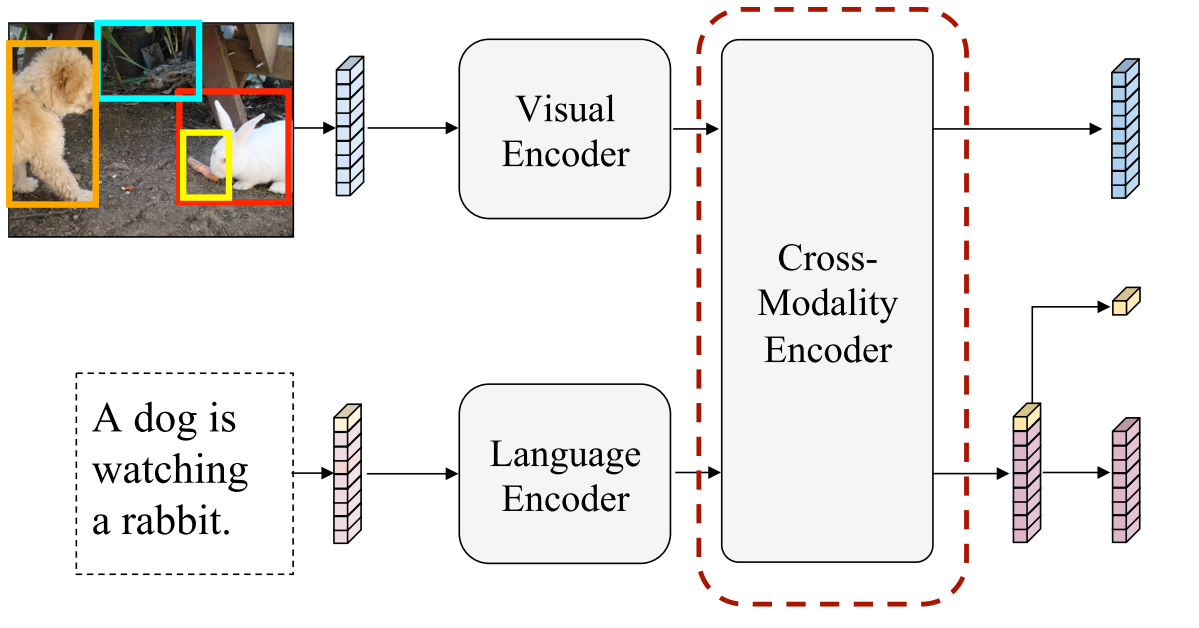 Visual
Encoder
Cross-
Modality
Encoder
A dog is
watching
a rabbit.
Language
Encoder